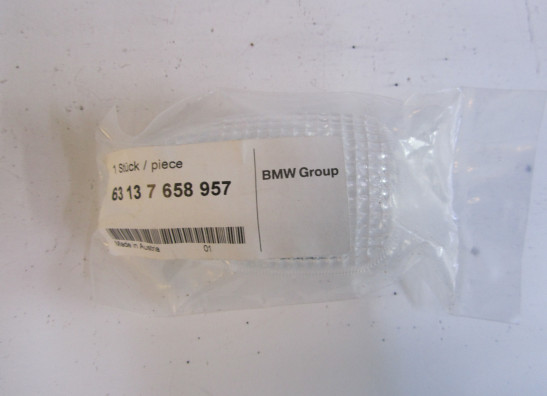 1 Stück / piece
63 13 7 658 957
BMW Group
Made in Austria 01